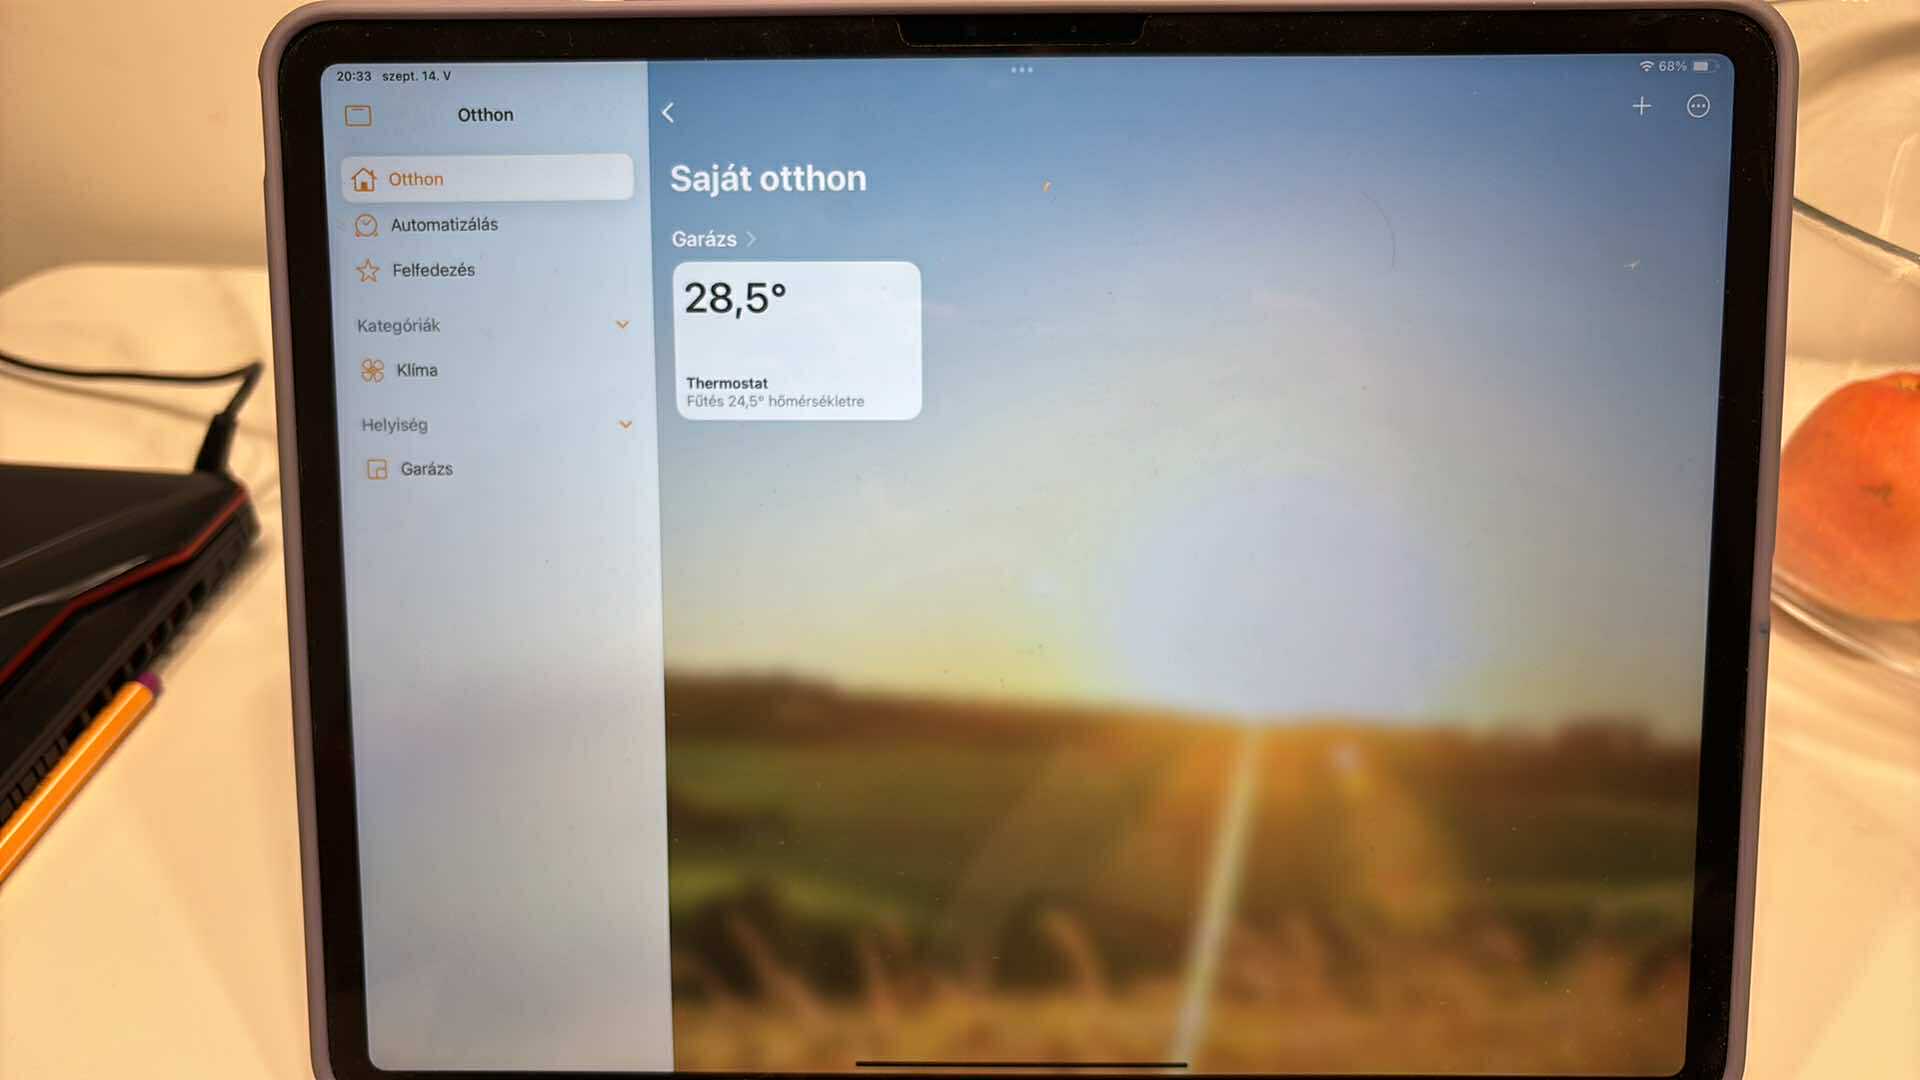 20:33 szept. 14. V
68%
Otthon
Otthon
Automatizálás
Felfedezés
Kategóriák
Klíma
Helyiség
Garázs
Saját otthon
Garázs
28,5°
Thermostat
Fűtés 24,5° hőmérsékletre